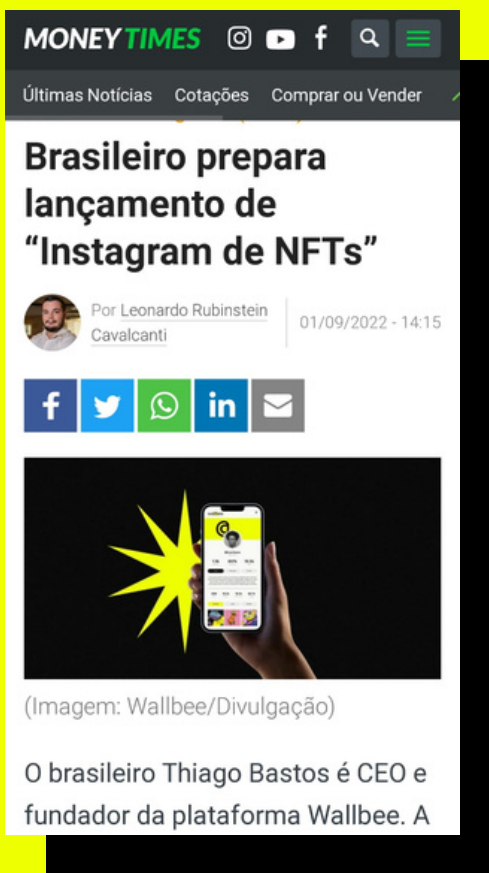 MONEY TIMES
Últimas Notícias Cotações Comprar ou Vender
Brasileiro prepara
lançamento de
“Instagram de NFTs”
Por Leonardo Rubinstein
Cavalcanti
01/09/2022 - 14:15
(Imagem: Wallbee/Divulgação)
O brasileiro Thiago Bastos é CEO e
fundador da plataforma Wallbee. A